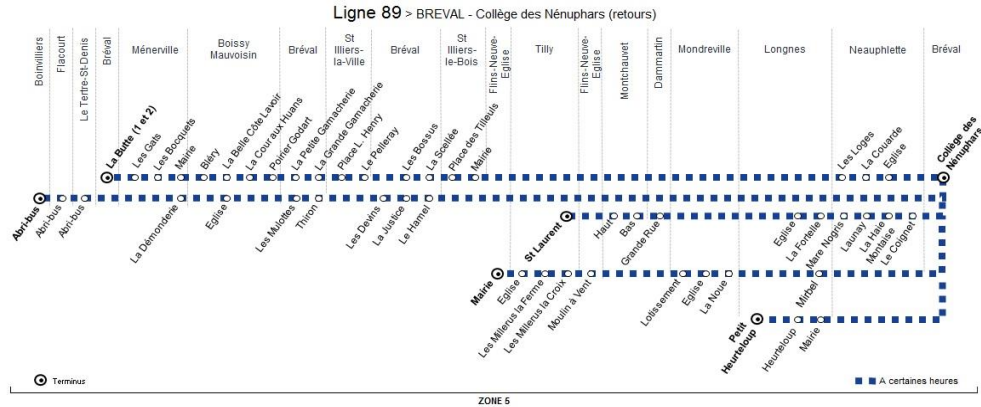 Ligne 89 > BREVAL - Collège des Nénuphars (retours)
Boinvilliers
Flacourt
Le Tertre-St-Denis
Bréval
Ménerville
Boissy
Mauvoisin
Bréval
St
Illiers-
la-Ville
Bréval
St
Illiers-
le-Bois
Flins-Neuve-
Eglise
Tilly
Flins-Neuve-
Eglise
Montchauvet
Dammartin
Mondreville
Longnes
Neauphlette
Bréval
La Butte (1 et 2)
Les Gats
Les Bocquets
Mairie
Bléry
La Belle Côte Lavoir
La Cour aux Huans
Poirier Godart
La Petite Gamacherie
La Grande Gamacherie
Place L. Henry
Le Pelleray
Les Bossus
La Scellée
Place des Tilleuls
Mairie
Les Loges
La Couarde
Eglise
Collège des
Nénuphars
Abri-bus
Abri-bus
Abri-bus
La Démonderie
Eglise
Les Mulottes
Thiron
Les Devins
La Justice
Le Hamel
St Laurent
Haut
Bas
Grande Rue
Eglise
La Fortelle
Mare Nogris
Launay
La Haie
Montaise
Le Coignet
Mairie
Eglise
Les Millerus la Ferme
Les Millerus la Croix
Moulin à Vent
Lotissement
Eglise
La Noue
Mirbel
Petit
Heurteloup
Heurteloup
Mairie
Terminus
A certaines heures
ZONE 5